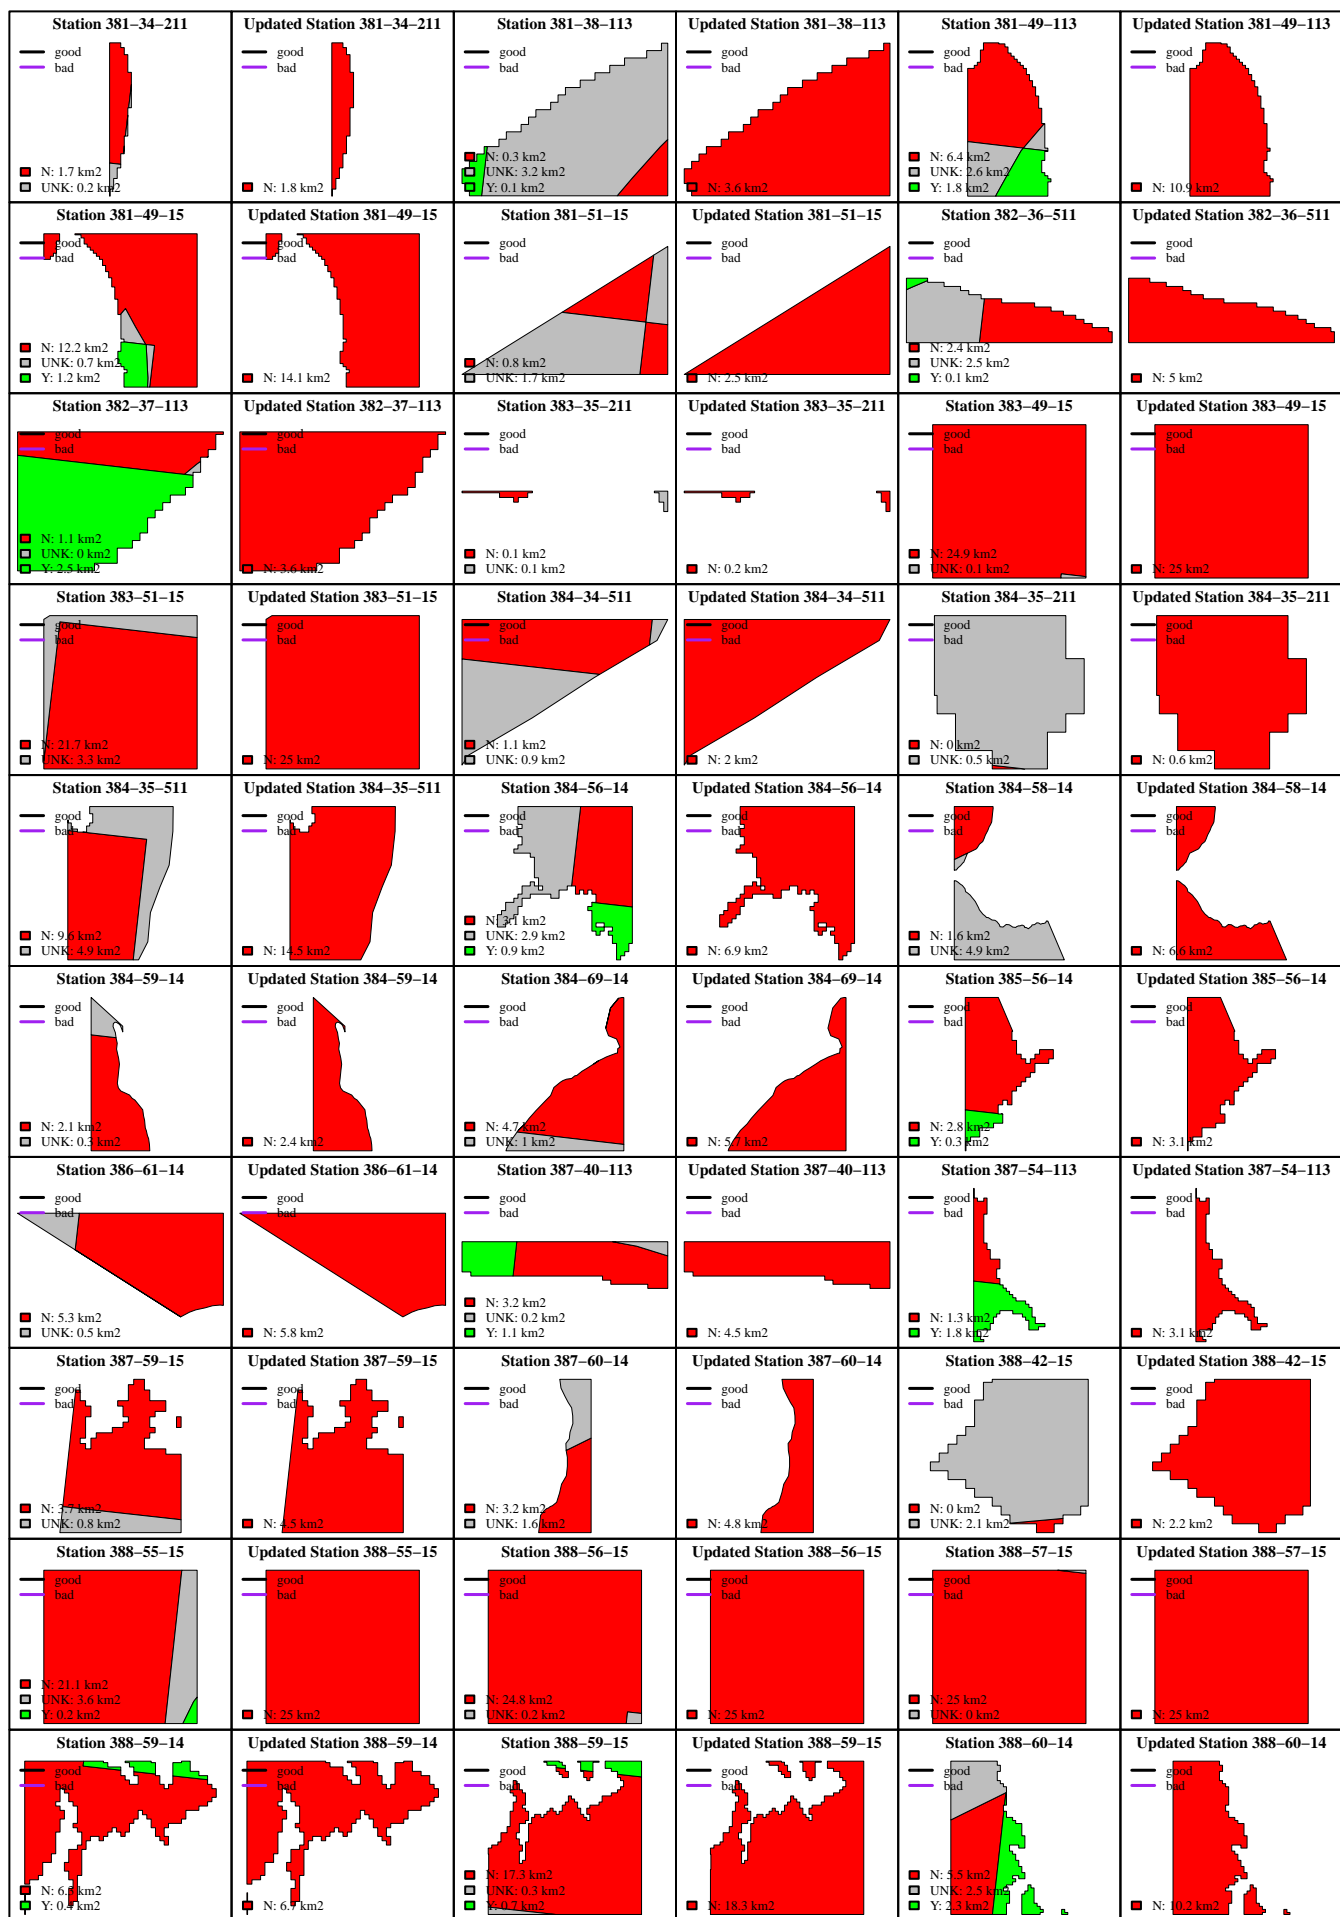 Station 381−34−211
good
bad
N: 1.7 km2
UNK: 0.2 km2
Updated Station 381−34−211
good
bad
N: 1.8 km2
Station 381−38−113
good
bad
N: 0.3 km2
UNK: 3.2 km2
Y: 0.1 km2
Updated Station 381−38−113
good
bad
N: 3.6 km2
Station 381−49−113
good
bad
N: 6.4 km2
UNK: 2.6 km2
Y: 1.8 km2
Updated Station 381−49−113
good
bad
N: 10.9 km2
Station 381−49−15
good
bad
N: 12.2 km2
UNK: 0.7 km2
Y: 1.2 km2
Updated Station 381−49−15
good
bad
N: 14.1 km2
Station 381−51−15
good
bad
N: 0.8 km2
UNK: 1.7 km2
Updated Station 381−51−15
good
bad
N: 2.5 km2
Station 382−36−511
good
bad
N: 2.4 km2
UNK: 2.5 km2
Y: 0.1 km2
Updated Station 382−36−511
good
bad
N: 5 km2
Station 382−37−113
good
bad
N: 1.1 km2
UNK: 0 km2
Y: 2.5 km2
Updated Station 382−37−113
good
bad
N: 3.6 km2
Station 383−35−211
good
bad
N: 0.1 km2
UNK: 0.1 km2
Updated Station 383−35−211
good
bad
N: 0.2 km2
Station 383−49−15
good
bad
N: 24.9 km2
UNK: 0.1 km2
Updated Station 383−49−15
good
bad
N: 25 km2
Station 383−51−15
good
bad
N: 21.7 km2
UNK: 3.3 km2
Updated Station 383−51−15
good
bad
N: 25 km2
Station 384−34−511
good
bad
N: 1.1 km2
UNK: 0.9 km2
Updated Station 384−34−511
good
bad
N: 2 km2
Station 384−35−211
good
bad
N: 0 km2
UNK: 0.5 km2
Updated Station 384−35−211
good
bad
N: 0.6 km2
Station 384−35−511
good
bad
N: 9.6 km2
UNK: 4.9 km2
Updated Station 384−35−511
good
bad
N: 14.5 km2
Station 384−56−14
good
bad
N: 3.1 km2
UNK: 2.9 km2
Y: 0.9 km2
Updated Station 384−56−14
good
bad
N: 6.9 km2
Station 384−58−14
good
bad
N: 1.6 km2
UNK: 4.9 km2
Updated Station 384−58−14
good
bad
N: 6.6 km2
Station 384−59−14
good
bad
N: 2.1 km2
UNK: 0.3 km2
Updated Station 384−59−14
good
bad
N: 2.4 km2
Station 384−69−14
good
bad
N: 4.7 km2
UNK: 1 km2
Updated Station 384−69−14
good
bad
N: 5.7 km2
Station 385−56−14
good
bad
N: 2.8 km2
Y: 0.3 km2
Updated Station 385−56−14
good
bad
N: 3.1 km2
Station 386−61−14
good
bad
N: 5.3 km2
UNK: 0.5 km2
Updated Station 386−61−14
good
bad
N: 5.8 km2
Station 387−40−113
good
bad
N: 3.2 km2
UNK: 0.2 km2
Y: 1.1 km2
Updated Station 387−40−113
good
bad
N: 4.5 km2
Station 387−54−113
good
bad
N: 1.3 km2
Y: 1.8 km2
Updated Station 387−54−113
good
bad
N: 3.1 km2
Station 387−59−15
good
bad
N: 3.7 km2
UNK: 0.8 km2
Updated Station 387−59−15
good
bad
N: 4.5 km2
Station 387−60−14
good
bad
N: 3.2 km2
UNK: 1.6 km2
Updated Station 387−60−14
good
bad
N: 4.8 km2
Station 388−42−15
good
bad
N: 0 km2
UNK: 2.1 km2
Updated Station 388−42−15
good
bad
N: 2.2 km2
Station 388−55−15
good
bad
N: 21.1 km2
UNK: 3.6 km2
Y: 0.2 km2
Updated Station 388−55−15
good
bad
N: 25 km2
Station 388−56−15
good
bad
N: 24.8 km2
UNK: 0.2 km2
Updated Station 388−56−15
good
bad
N: 25 km2
Station 388−57−15
good
bad
N: 25 km2
UNK: 0 km2
Updated Station 388−57−15
good
bad
N: 25 km2
Station 388−59−14
good
bad
N: 6.3 km2
Y: 0.4 km2
Updated Station 388−59−14
good
bad
N: 6.7 km2
Station 388−59−15
good
bad
N: 17.3 km2
UNK: 0.3 km2
Y: 0.7 km2
Updated Station 388−59−15
good
bad
N: 18.3 km2
Station 388−60−14
good
bad
N: 5.5 km2
UNK: 2.5 km2
Y: 2.3 km2
Updated Station 388−60−14
good
bad
N: 10.2 km2